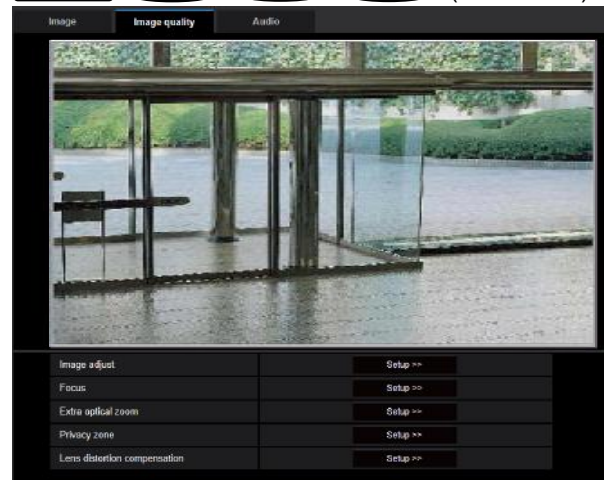 Image Image quality Audio
Image adjust Setup >>
Focus Setup >>
Extra optical zoom Setup >>
Privacy zone Setup >>
Lens distortion compensation Setup >>